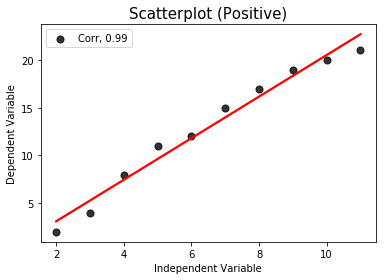 Scatterplot (Positive)
Corr, 0.99
Dependent Variable
20
15
10
5
2
4
6
8
10
Independent Variable